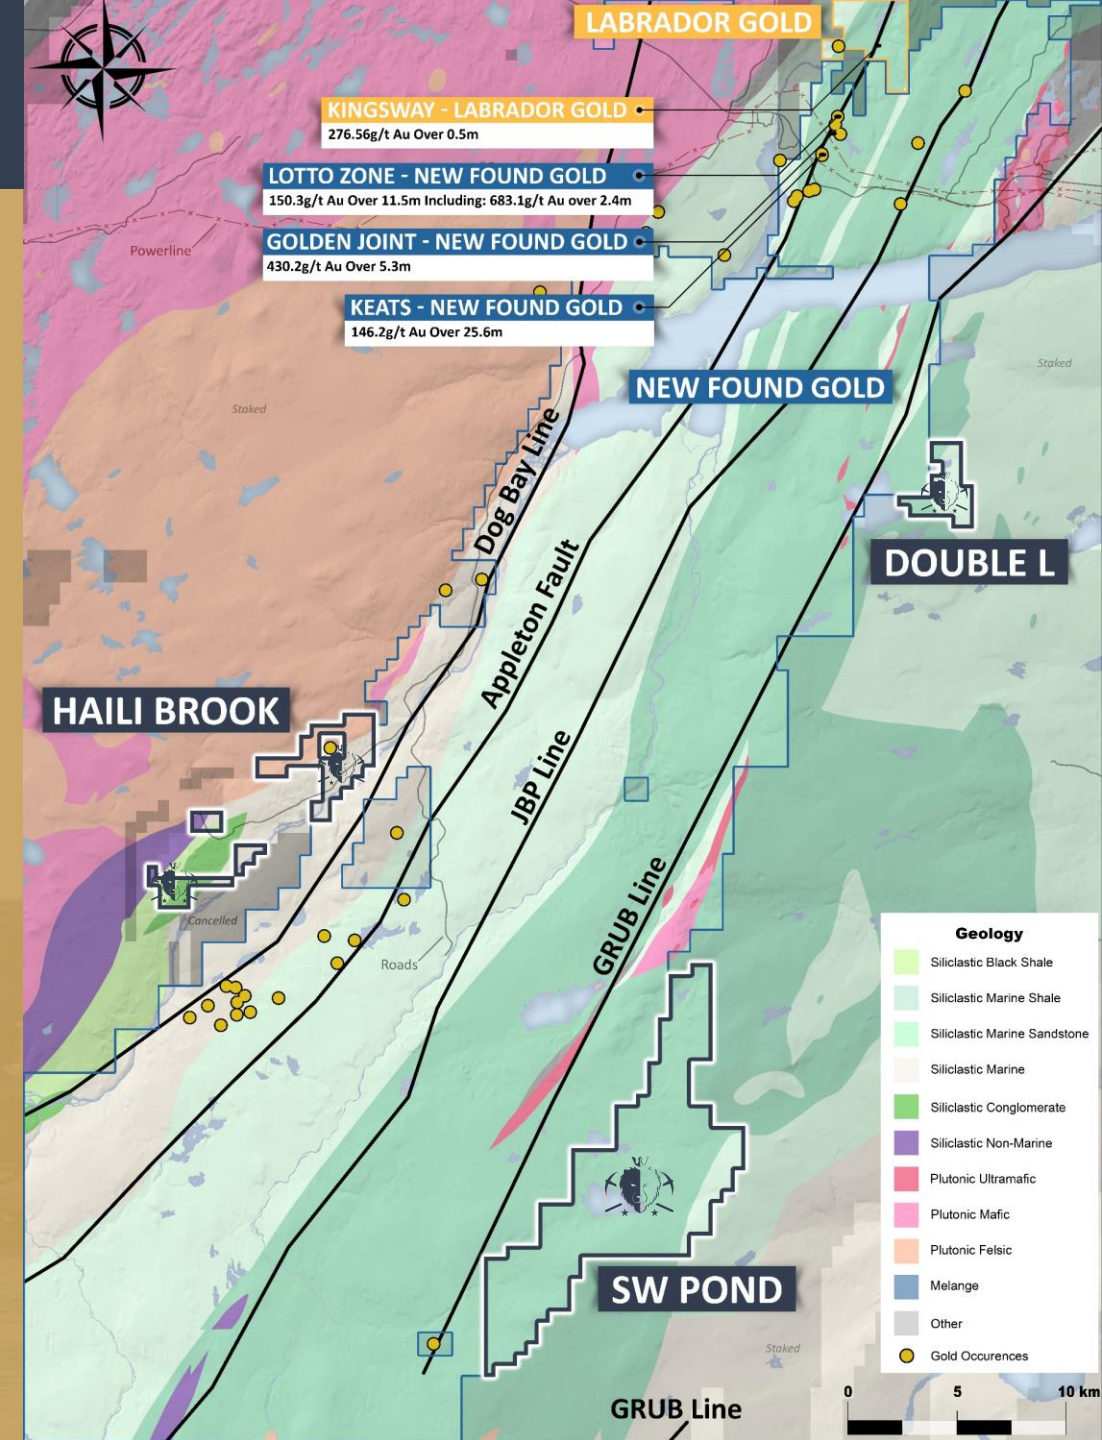 LABRADOR GOLD
KINGSWAY - LABRADOR GOLD
276.56g/t Au Over 0.5m
LOTTO ZONE - NEW FOUND GOLD
150.3g/t Au Over 11.5m Including: 683.1g/t Au over 2.4m
Powerline
GOLDEN JOINT - NEW FOUND GOLD
430.2g/t Au Over 5.3m
KEATS - NEW FOUND GOLD
146.2g/t Au Over 25.6m
Staked
NEW FOUND GOLD
Staked
Dog Bay Line
DOUBLE L
Appleton Fault
HAILI BROOK
JBP Line
GRUB Line
Cancelled
Roads
Geology
Siliclastic Black Shale
Siliclastic Marine Shale
Siliclastic Marine Sandstone
Siliclastic Marine
Siliclastic Conglomerate
Siliclastic Non-Marine
Plutonic Ultramafic
Plutonic Mafic
Plutonic Felsic
Melange
Other
Gold Occurences
SW POND
Staked
GRUB Line
0 5 10 km